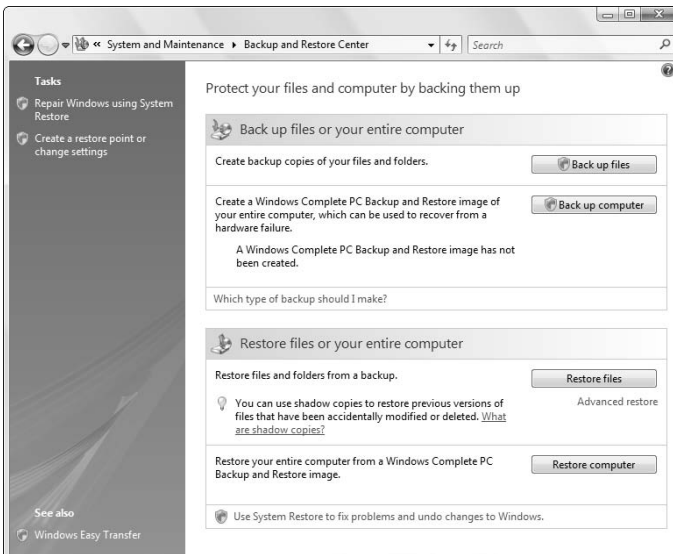 « System and Maintenance ▸ Backup and Restore Center
Search
Tasks
Repair Windows using System
Restore
Create a restore point or
change settings
Protect your files and computer by backing them up
Back up files or your entire computer
Create backup copies of your files and folders.
Back up files
Create a Windows Complete PC Backup and Restore image of
your entire computer, which can be used to recover from a
hardware failure.
Back up computer
A Windows Complete PC Backup and Restore image has not
been created.
Which type of backup should I make?
Restore files or your entire computer
Restore files and folders from a backup.
Restore files
You can use shadow copies to restore previous versions of
files that have been accidentally modified or deleted. What
are shadow copies?
Advanced restore
Restore your entire computer from a Windows Complete PC
Backup and Restore image.
Restore computer
Use System Restore to fix problems and undo changes to Windows.
See also
Windows Easy Transfer